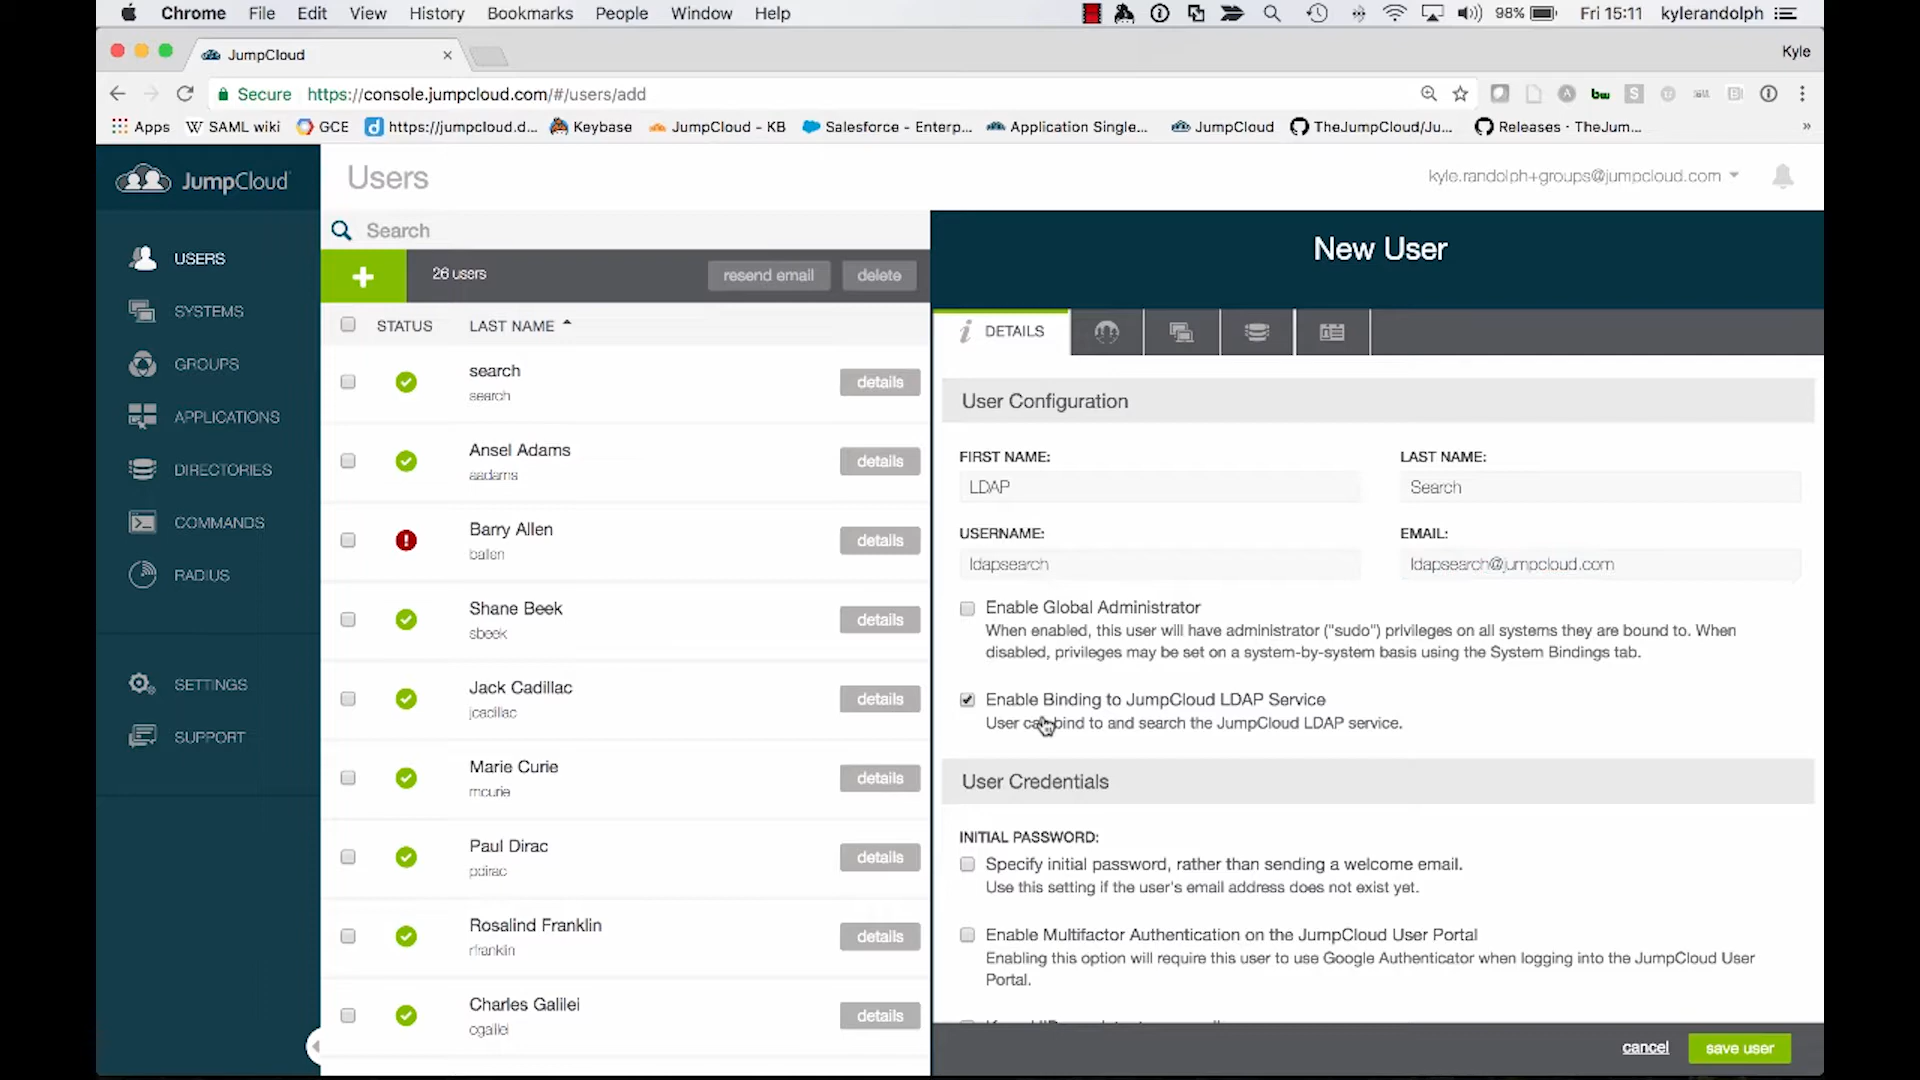 Chrome File Edit View History Bookmarks People Window Help 98% Fri 15:11 kylerandolph
JumpCloud Kyle
Secure https://console.jumpcloud.com/#/users/add
Apps SAML wiki GCE https://jumpcloud.d... Keybase JumpCloud - KB Salesforce - Enterp... Application Single... JumpCloud TheJumpCloud/Ju... Releases · TheJum... »
JumpCloud
USERS
SYSTEMS
GROUPS
APPLICATIONS
DIRECTORIES
COMMANDS
RADIUS
SETTINGS
SUPPORT
Users
kyle.randolph+groups@jumpcloud.com
Search
26 users resend email delete
STATUS LAST NAME
search
search
details
Ansel Adams
aadams
details
Barry Allen
ballen
details
Shane Beek
sbeek
details
Jack Cadillac
jcadillac
details
Marie Curie
mcurie
details
Paul Dirac
pdirac
details
Rosalind Franklin
rfranklin
details
Charles Galilei
cgalilei
details
New User
DETAILS
User Configuration
FIRST NAME: LAST NAME:
LDAP Search
USERNAME: EMAIL:
ldapsearch ldapsearch@jumpcloud.com
Enable Global Administrator
When enabled, this user will have administrator ("sudo") privileges on all systems they are bound to. When
disabled, privileges may be set on a system-by-system basis using the System Bindings tab.
Enable Binding to JumpCloud LDAP Service
User can bind to and search the JumpCloud LDAP service.
User Credentials
INITIAL PASSWORD:
Specify initial password, rather than sending a welcome email.
Use this setting if the user's email address does not exist yet.
Enable Multifactor Authentication on the JumpCloud User Portal
Enabling this option will require this user to use Google Authenticator when logging into the JumpCloud User
Portal.
cancel save user